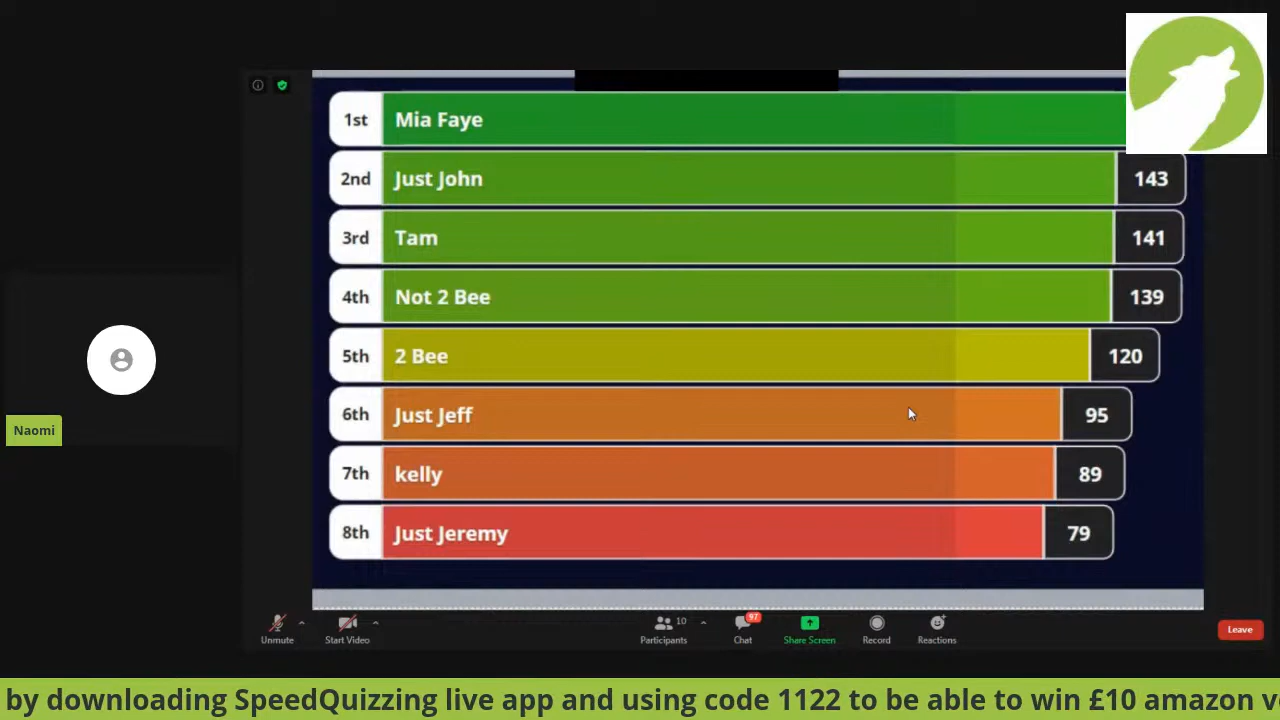 1st Mia Faye
2nd Just John 143
3rd Tam 141
4th Not 2 Bee 139
5th 2 Bee 120
6th Just Jeff 95
7th kelly 89
8th Just Jeremy 79
Naomi
Unmute Start Video Participants 10 Chat 97 Share Screen Record Reactions Leave
by downloading SpeedQuizzing live app and using code 1122 to be able to win £10 amazon